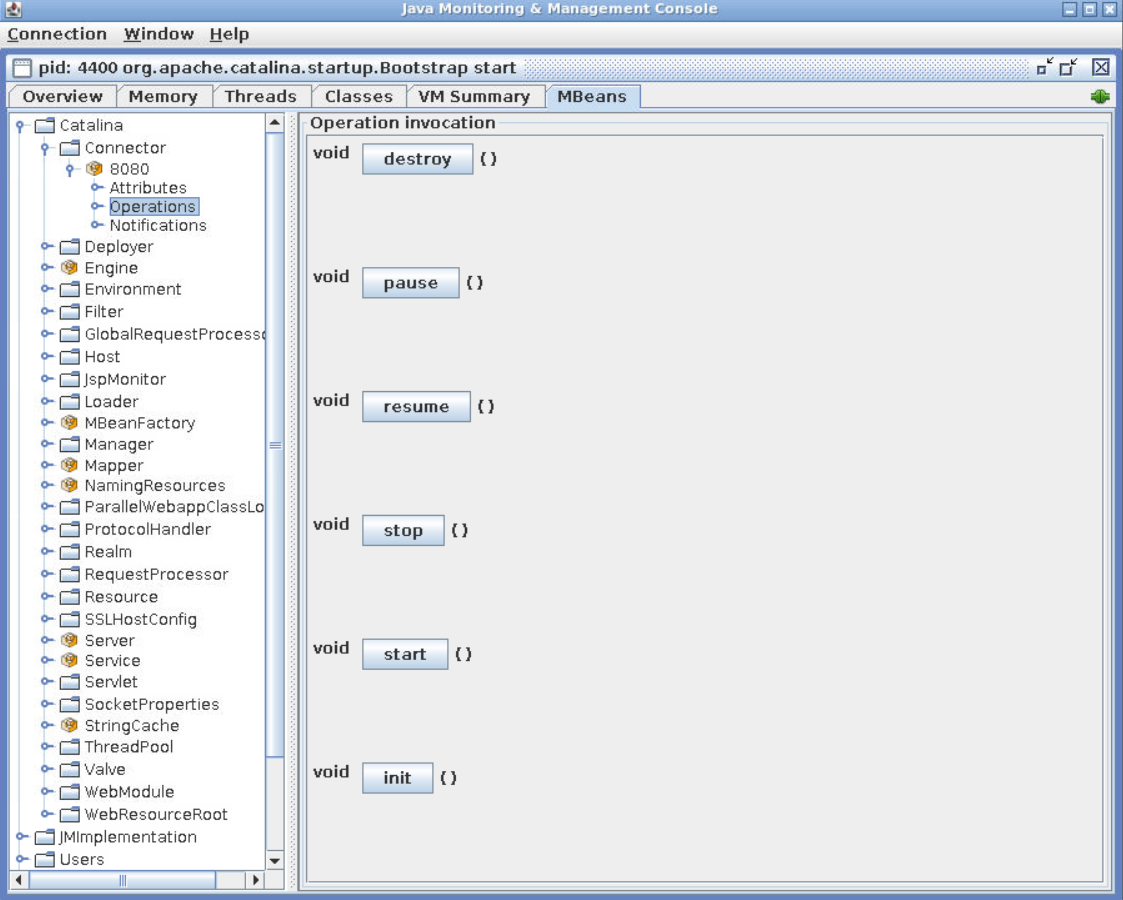 Java Monitoring & Management Console
Connection Window Help
pid: 4400 org.apache.catalina.startup.Bootstrap start
Overview Memory Threads Classes VM Summary MBeans
Catalina
Connector
8080
Attributes
Operations
Notifications
Deployer
Engine
Environment
Filter
GlobalRequestProcesso
Host
JspMonitor
Loader
MBeanFactory
Manager
Mapper
NamingResources
ParallelWebappClassLo
ProtocolHandler
Realm
RequestProcessor
Resource
SSLHostConfig
Server
Service
Servlet
SocketProperties
StringCache
ThreadPool
Valve
WebModule
WebResourceRoot
JMImplementation
Users
Operation invocation
void destroy ()
void pause ()
void resume ()
void stop ()
void start ()
void init ()